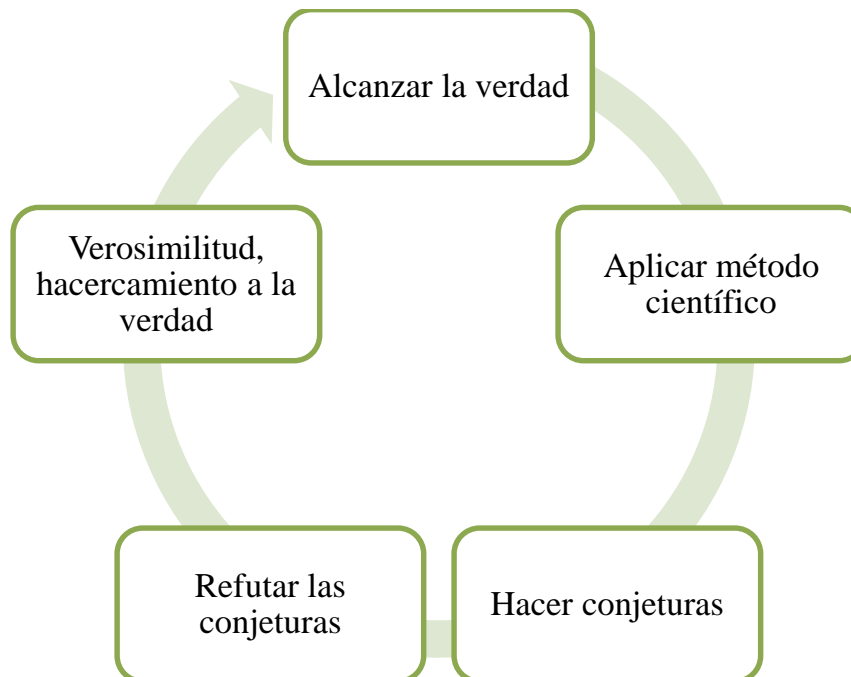 Alcanzar la verdad
Aplicar método
científico
Hacer conjeturas
Refutar las
conjeturas
Verosimilitud,
hacercamiento a la
verdad